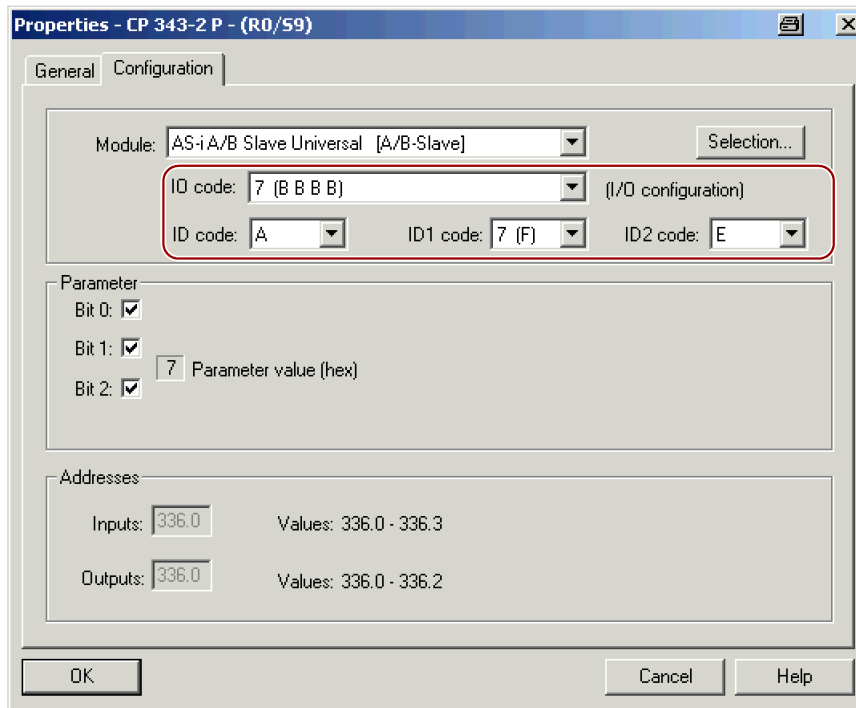 Properties - CP 343-2 P - (R0/S9)
General Configuration
Module: AS-i A/B Slave Universal [A/B-Slave] Selection...
IO code: 7 (B B B B) (I/O configuration)
ID code: A ID1 code: 7 (F) ID2 code: E
Parameter
Bit 0:
Bit 1:
7 Parameter value (hex)
Bit 2:
Addresses
Inputs: 336.0 Values: 336.0 - 336.3
Outputs: 336.0 Values: 336.0 - 336.2
OK Cancel Help